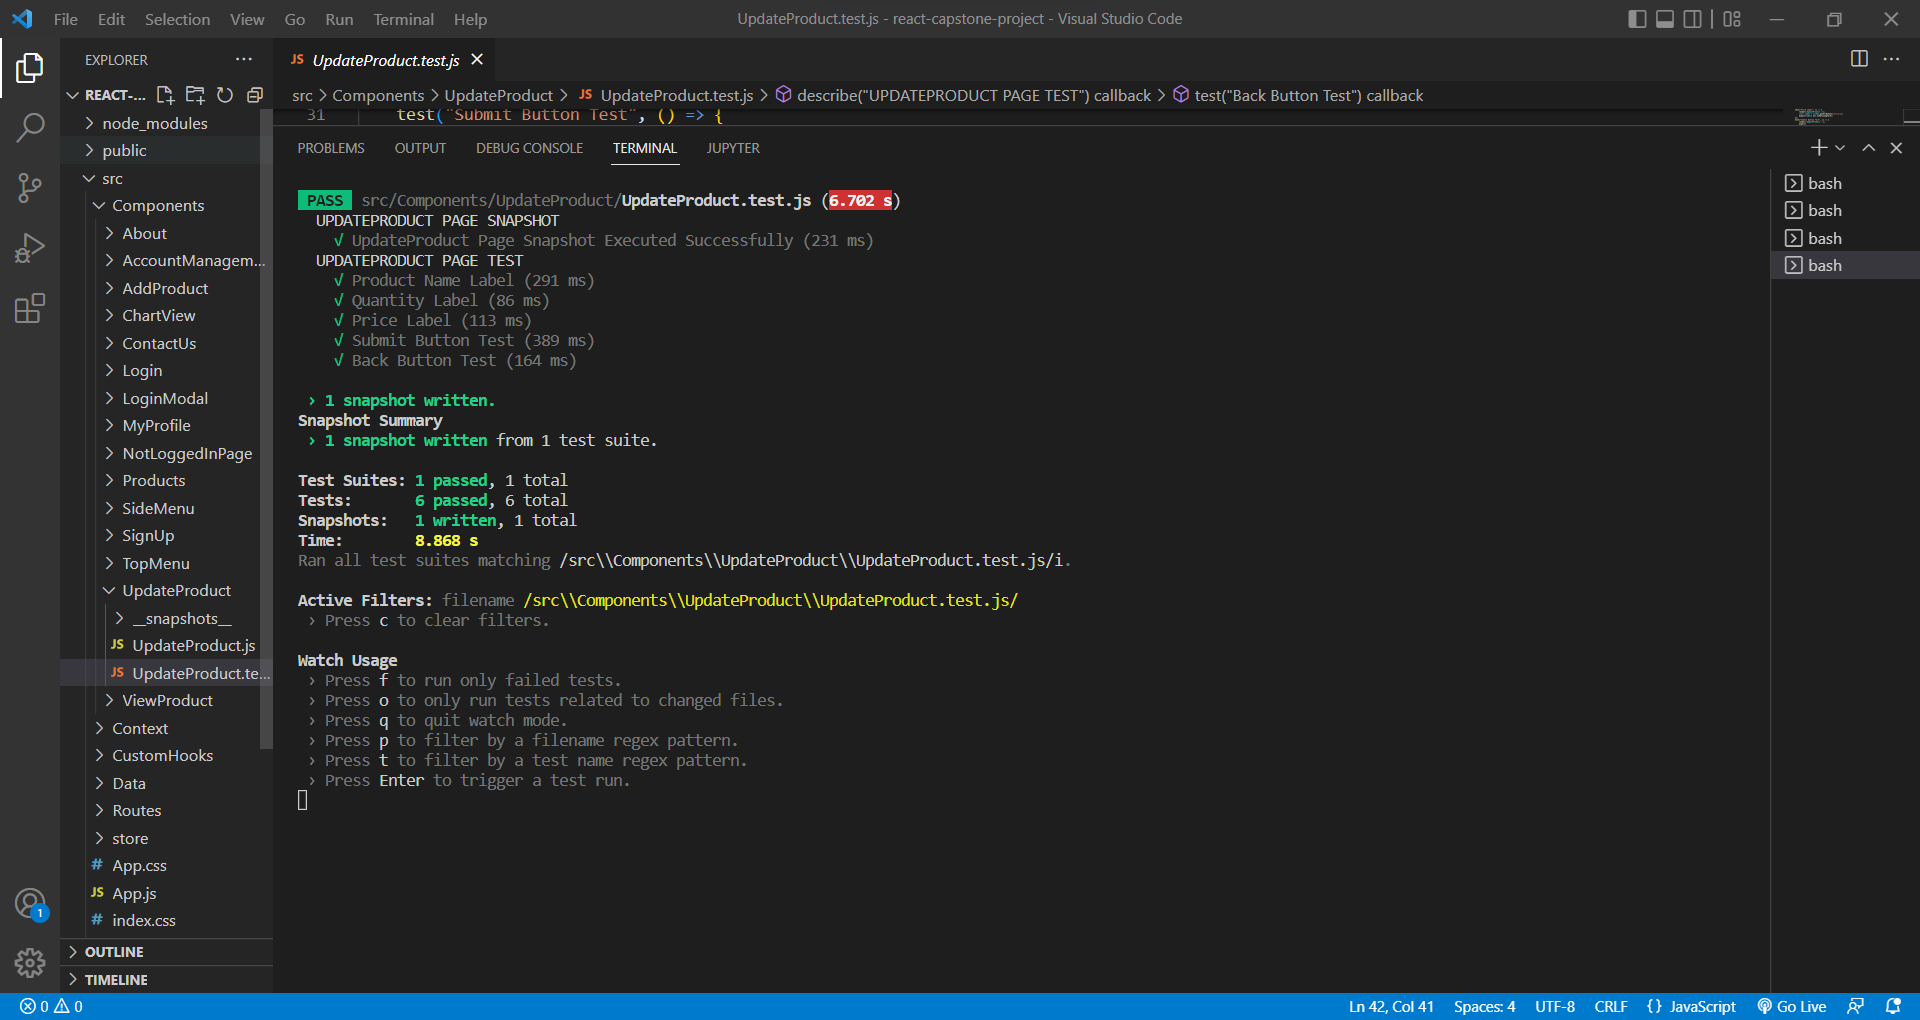 File Edit Selection View Go Run Terminal Help
UpdateProduct.test.js - react-capstone-project - Visual Studio Code
EXPLORER
REACT-...
node_modules
public
src
Components
About
AccountManagem...
AddProduct
ChartView
ContactUs
Login
LoginModal
MyProfile
NotLoggedInPage
Products
SideMenu
SignUp
TopMenu
UpdateProduct
__snapshots__
JS UpdateProduct.js
JS UpdateProduct.te...
ViewProduct
Context
CustomHooks
Data
Routes
store
# App.css
JS App.js
# index.css
OUTLINE
TIMELINE
1
JS UpdateProduct.test.js
src > Components > UpdateProduct > JS UpdateProduct.test.js > describe("UPDATEPRODUCT PAGE TEST") callback > test("Back Button Test") callback
31 test("Submit Button Test", () => {
PROBLEMS OUTPUT DEBUG CONSOLE TERMINAL JUPYTER
PASS src/Components/UpdateProduct/UpdateProduct.test.js (6.702 s)
UPDATEPRODUCT PAGE SNAPSHOT
√ UpdateProduct Page Snapshot Executed Successfully (231 ms)
UPDATEPRODUCT PAGE TEST
√ Product Name Label (291 ms)
√ Quantity Label (86 ms)
√ Price Label (113 ms)
√ Submit Button Test (389 ms)
√ Back Button Test (164 ms)
› 1 snapshot written.
Snapshot Summary
› 1 snapshot written from 1 test suite.
Test Suites: 1 passed, 1 total
Tests: 6 passed, 6 total
Snapshots: 1 written, 1 total
Time: 8.868 s
Ran all test suites matching /src\\Components\\UpdateProduct\\UpdateProduct.test.js/i.
Active Filters: filename /src\\Components\\UpdateProduct\\UpdateProduct.test.js/
› Press c to clear filters.
Watch Usage
› Press f to run only failed tests.
› Press o to only run tests related to changed files.
› Press q to quit watch mode.
› Press p to filter by a filename regex pattern.
› Press t to filter by a test name regex pattern.
› Press Enter to trigger a test run.
bash
bash
bash
bash
0 0
Ln 42, Col 41 Spaces: 4 UTF-8 CRLF {} JavaScript Go Live